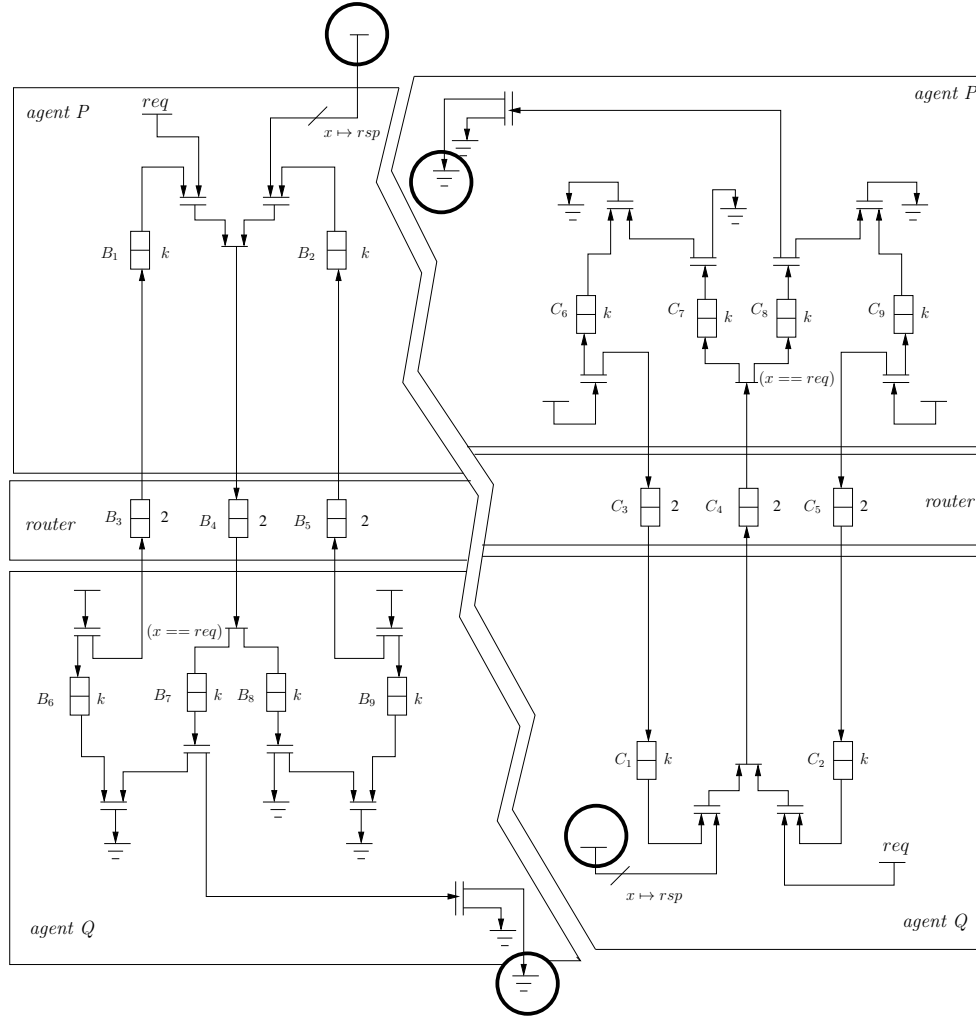 agent P
req
x ↦ rsp
B₁
k
B₂
k
B₃
2
B₄
2
B₅
2
router
(x == req)
B₆
k
B₇
k
B₈
k
B₉
k
agent Q
agent P
C₆
k
C₇
k
C₈
k
C₉
k
(x == req)
C₃
2
C₄
2
C₅
2
router
C₁
k
C₂
k
x ↦ rsp
req
agent Q